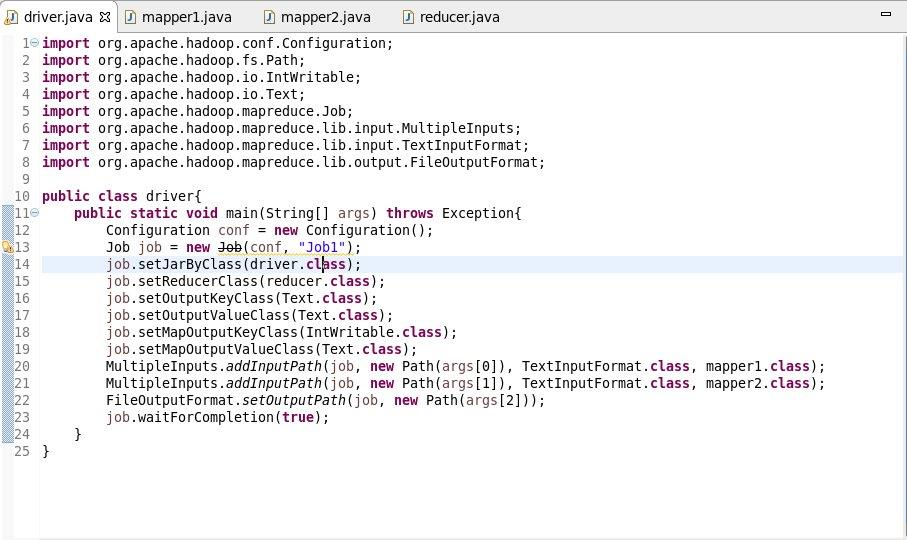 driver.java mapper1.java mapper2.java reducer.java
1 import org.apache.hadoop.conf.Configuration;
2 import org.apache.hadoop.fs.Path;
3 import org.apache.hadoop.io.IntWritable;
4 import org.apache.hadoop.io.Text;
5 import org.apache.hadoop.mapreduce.Job;
6 import org.apache.hadoop.mapreduce.lib.input.MultipleInputs;
7 import org.apache.hadoop.mapreduce.lib.input.TextInputFormat;
8 import org.apache.hadoop.mapreduce.lib.output.FileOutputFormat;
9
10 public class driver{
11     public static void main(String[] args) throws Exception{
12         Configuration conf = new Configuration();
13         Job job = new Job(conf, "Job1");
14         job.setJarByClass(driver.class);
15         job.setReducerClass(reducer.class);
16         job.setOutputKeyClass(Text.class);
17         job.setOutputValueClass(Text.class);
18         job.setMapOutputKeyClass(IntWritable.class);
19         job.setMapOutputValueClass(Text.class);
20         MultipleInputs.addInputPath(job, new Path(args[0]), TextInputFormat.class, mapper1.class);
21         MultipleInputs.addInputPath(job, new Path(args[1]), TextInputFormat.class, mapper2.class);
22         FileOutputFormat.setOutputPath(job, new Path(args[2]));
23         job.waitForCompletion(true);
24     }
25 }